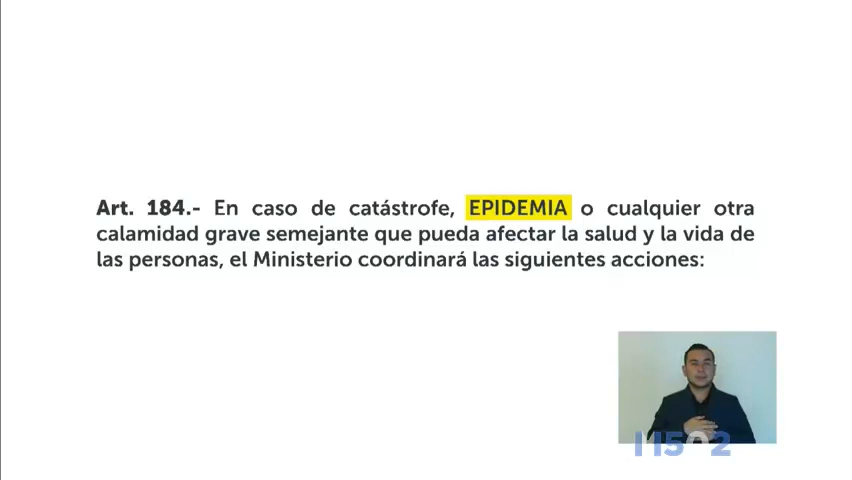 Art. 184.- En caso de catástrofe, EPIDEMIA o cualquier otra
calamidad grave semejante que pueda afectar la salud y la vida de
las personas, el Ministerio coordinará las siguientes acciones: